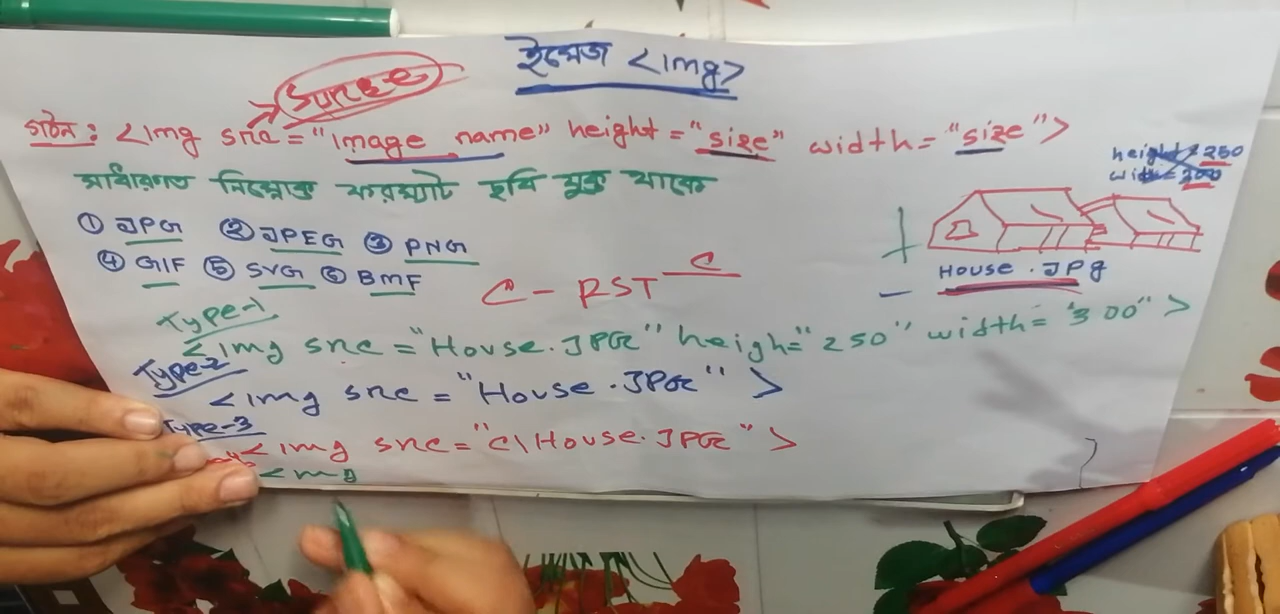 ইমেজ <Img>
Surce
গঠন : <Img src = "Image name" height = "size" width = "size">
height = 250
width = 300
সাধারণত নিম্নোক্ত ফরম্যাট ছবি যুক্ত থাকে
① JPG ② JPEG ③ PNG
④ GIF ⑤ SVG ⑥ BMF
House.JPg
C - RST C
Type-1
<Img src = "House.JPG" heigh="250" width= "300" >
Type-2
<Img src = "House.JPG" >
Type-3
<Img src="c\House.JPG" >
<mg